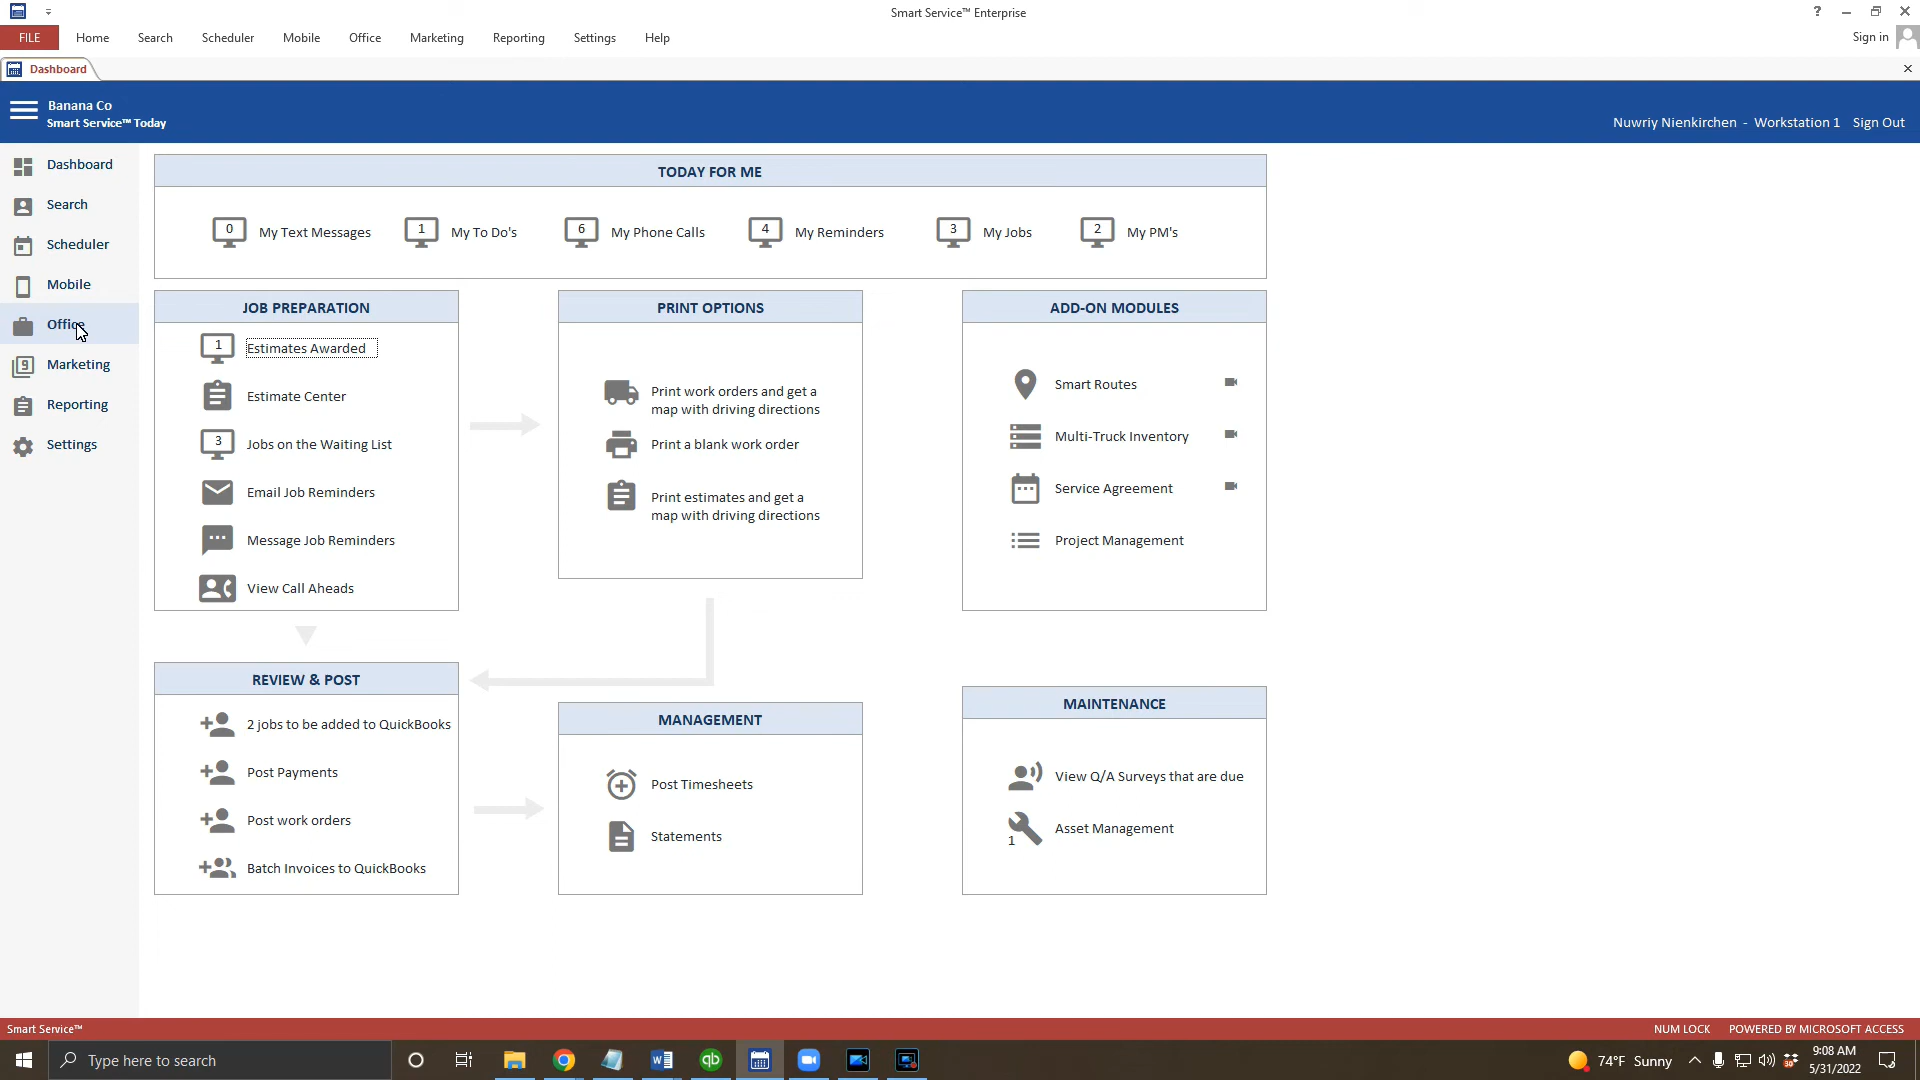 Smart Service™ Enterprise
?
FILE Home Search Scheduler Mobile Office Marketing Reporting Settings Help
Sign in
Dashboard
Banana Co
Smart Service™ Today
Nuwriy Nienkirchen - Workstation 1 Sign Out
Dashboard
Search
Scheduler
Mobile
Office
9 Marketing
Reporting
Settings
TODAY FOR ME
0 My Text Messages 1 My To Do's 6 My Phone Calls 4 My Reminders 3 My Jobs 2 My PM's
JOB PREPARATION
1 Estimates Awarded
Estimate Center
3 Jobs on the Waiting List
Email Job Reminders
Message Job Reminders
View Call Aheads
PRINT OPTIONS
Print work orders and get a
map with driving directions
Print a blank work order
Print estimates and get a
map with driving directions
ADD-ON MODULES
Smart Routes
Multi-Truck Inventory
Service Agreement
Project Management
REVIEW & POST
2 jobs to be added to QuickBooks
Post Payments
Post work orders
Batch Invoices to QuickBooks
MANAGEMENT
Post Timesheets
Statements
MAINTENANCE
View Q/A Surveys that are due
1 Asset Management
Smart Service™
NUM LOCK POWERED BY MICROSOFT ACCESS
Type here to search
74°F Sunny
9:08 AM
5/31/2022